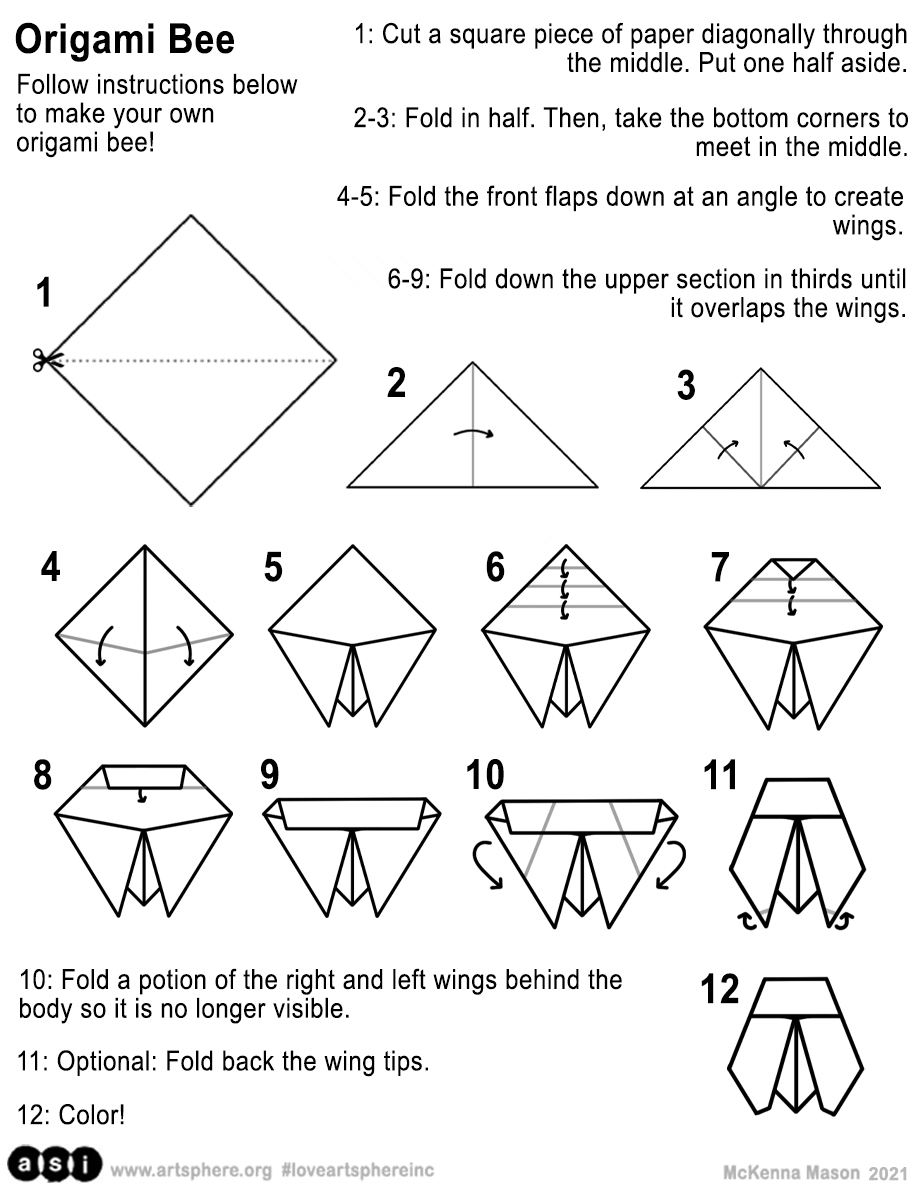 Origami Bee
Follow instructions below
to make your own
origami bee!
1: Cut a square piece of paper diagonally through
the middle. Put one half aside.
2-3: Fold in half. Then, take the bottom corners to
meet in the middle.
4-5: Fold the front flaps down at an angle to create
wings.
6-9: Fold down the upper section in thirds until
it overlaps the wings.
1
2
3
4
5
6
7
8
9
10
11
12
10: Fold a potion of the right and left wings behind the
body so it is no longer visible.
11: Optional: Fold back the wing tips.
12: Color!
asi www.artsphere.org #loveartsphereinc
McKenna Mason 2021